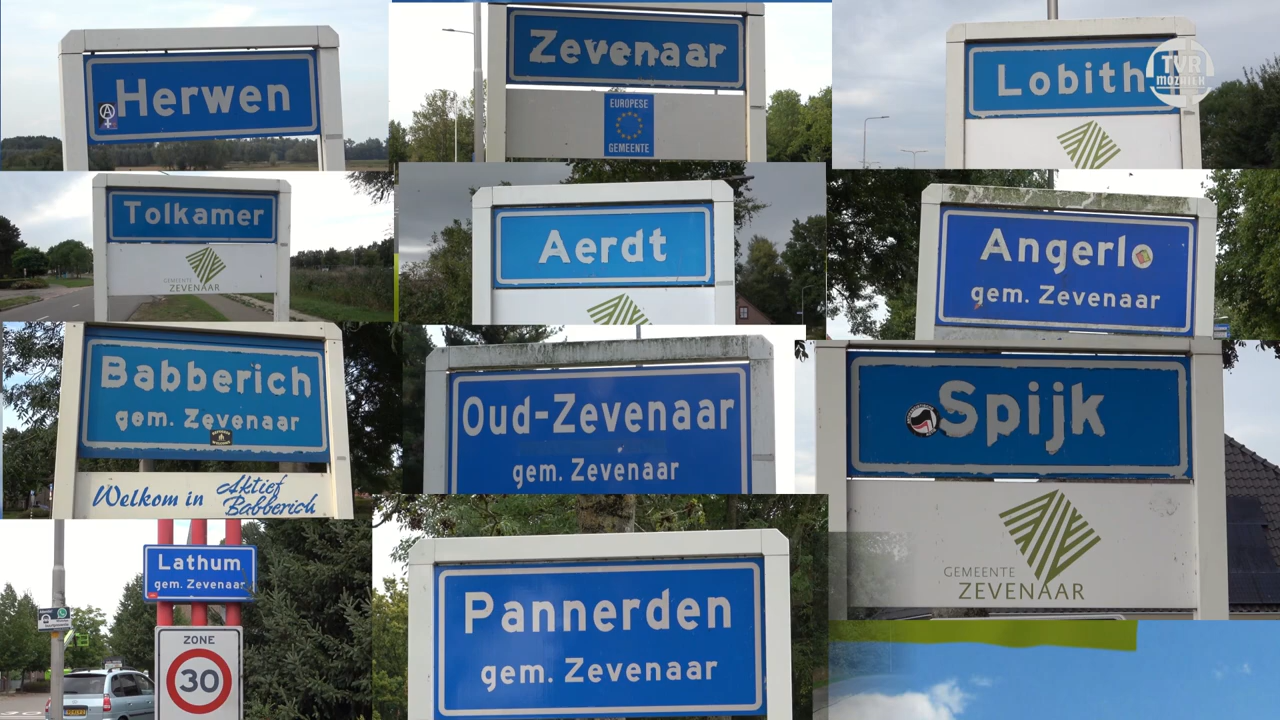 Herwen
Zevenaar
EUROPESE
GEMEENTE
Lobith
TVR
MOZAIEK
Tolkamer
GEMEENTE
ZEVENAAR
Aerdt
Angerlo
gem. Zevenaar
Babberich
gem. Zevenaar
Welkom in Aktief
Babberich
Oud-Zevenaar
gem. Zevenaar
Spijk
GEMEENTE
ZEVENAAR
Lathum
gem. Zevenaar
ZONE
30
Pannerden
gem. Zevenaar